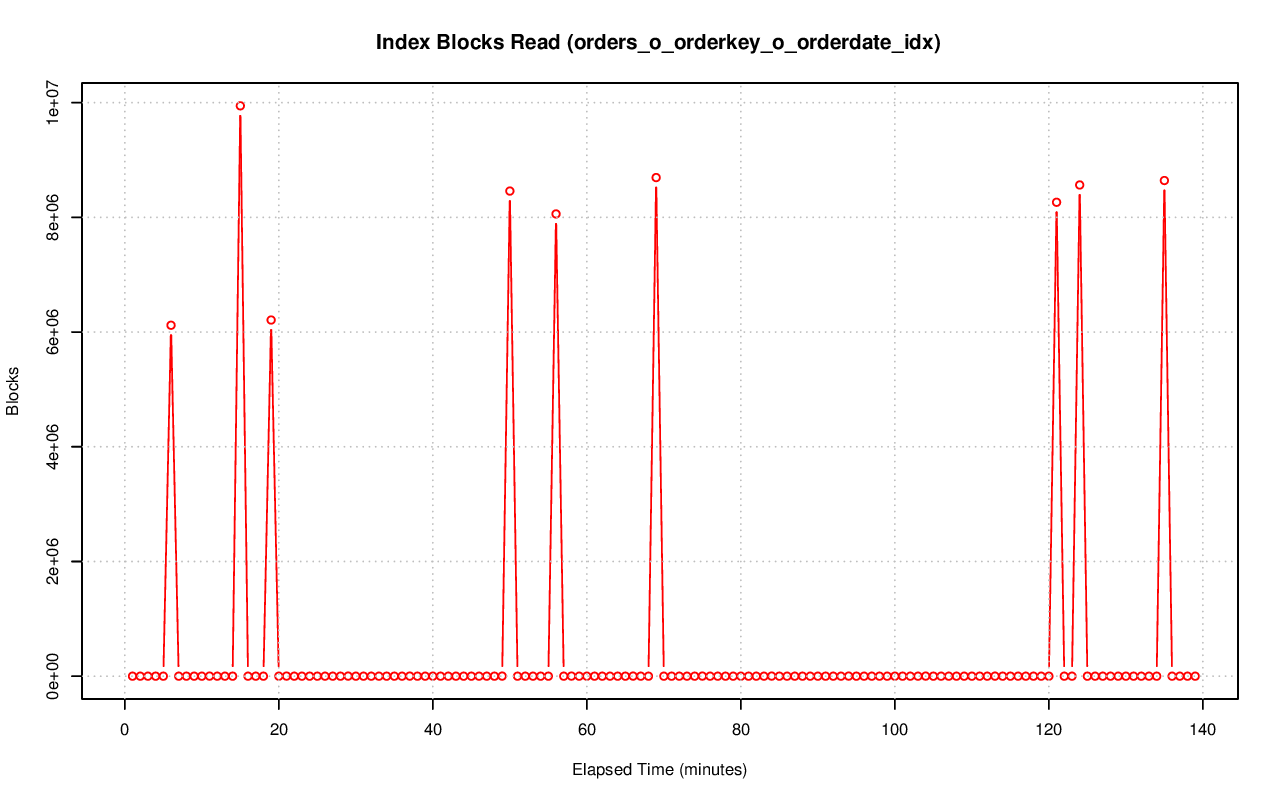 Index Blocks Read (orders_o_orderkey_o_orderdate_idx)
1e+07
8e+06
6e+06
4e+06
2e+06
0e+00
Blocks
0 20 40 60 80 100 120 140
Elapsed Time (minutes)